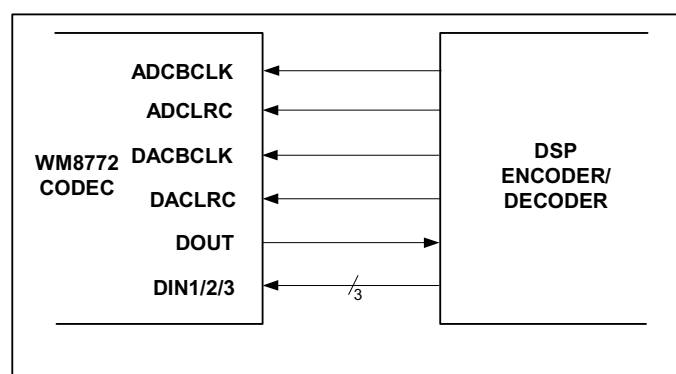 ADCBCLK
ADCLRC
WM8772
CODEC
DACBCLK
DACLRC
DOUT
DIN1/2/3
3
DSP
ENCODER/
DECODER